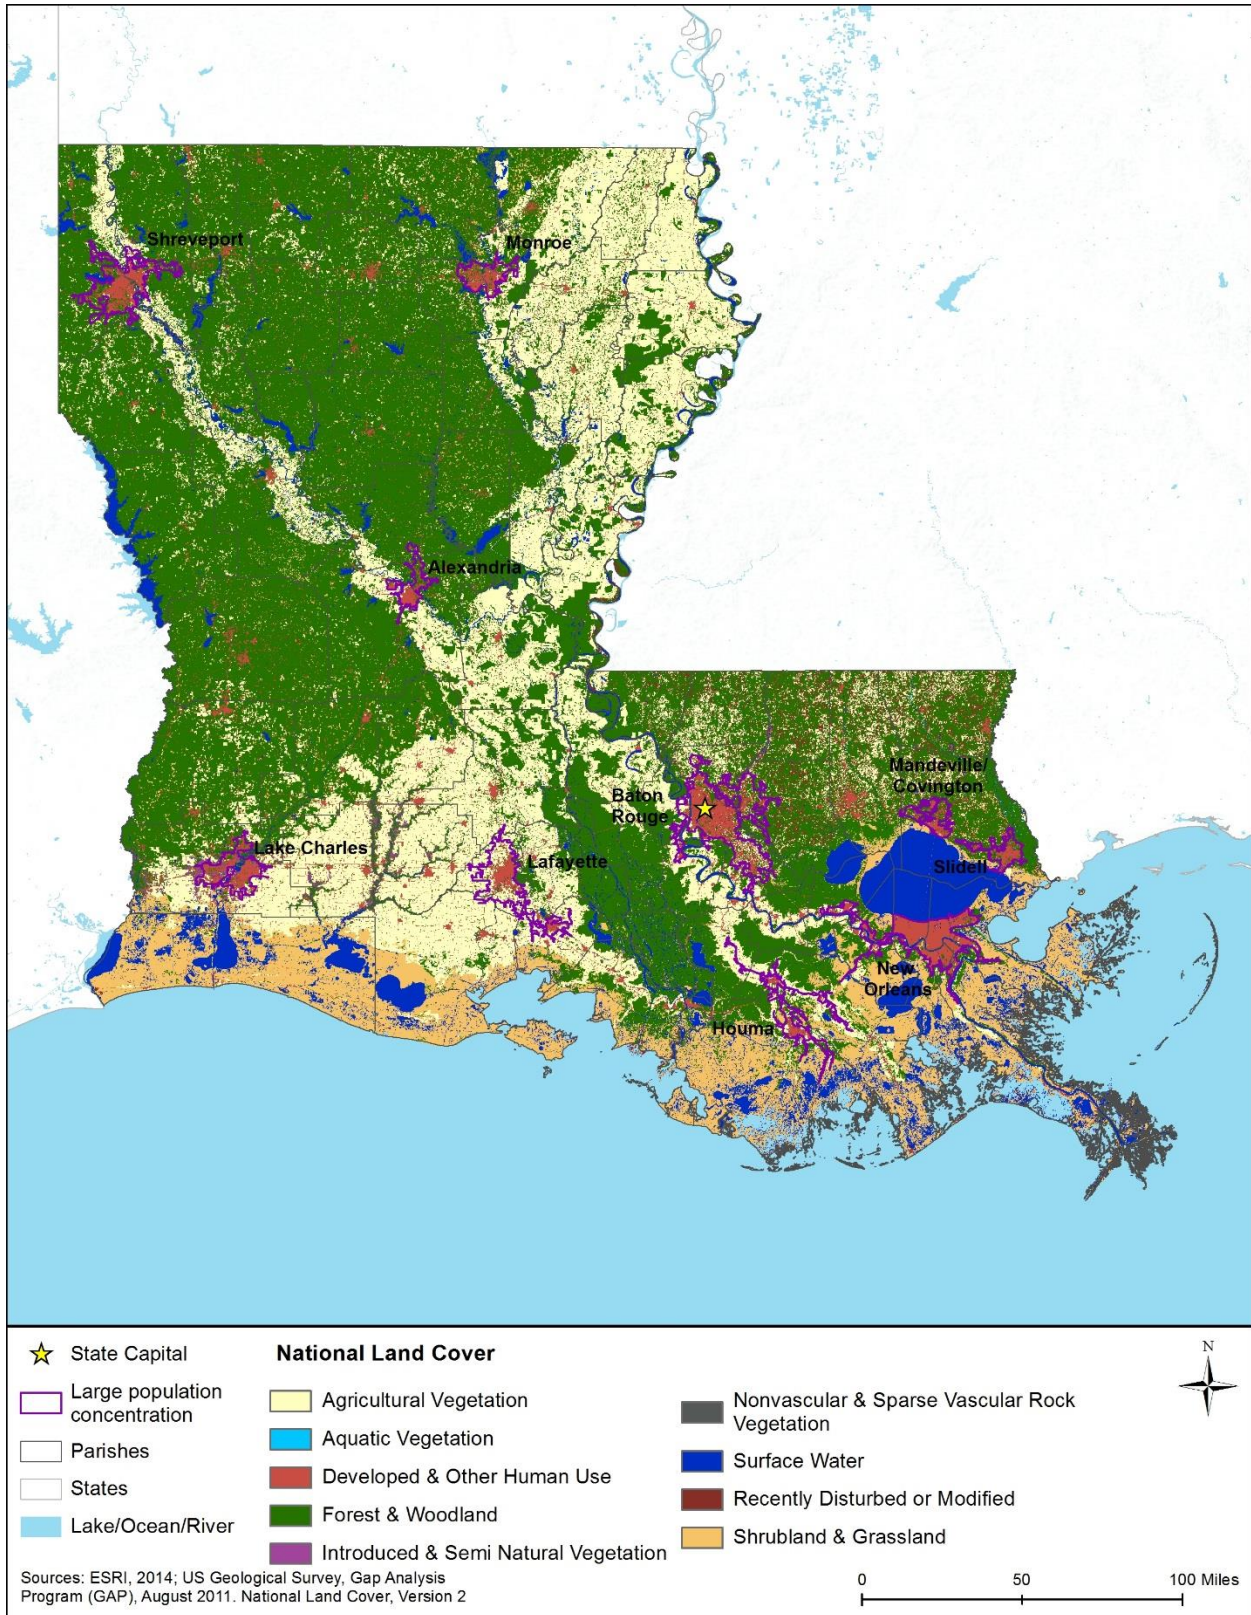 Shreveport
Monroe
Alexandria
Mandeville/
Covington
Baton
Rouge
Lake Charles
Lafayette
Slidell
New
Orleans
Houma
State Capital
Large population
concentration
Parishes
States
Lake/Ocean/River
National Land Cover
Agricultural Vegetation
Aquatic Vegetation
Developed & Other Human Use
Forest & Woodland
Introduced & Semi Natural Vegetation
Nonvascular & Sparse Vascular Rock
Vegetation
Surface Water
Recently Disturbed or Modified
Shrubland & Grassland
N
Sources: ESRI, 2014; US Geological Survey, Gap Analysis
Program (GAP), August 2011. National Land Cover, Version 2
0 50 100 Miles